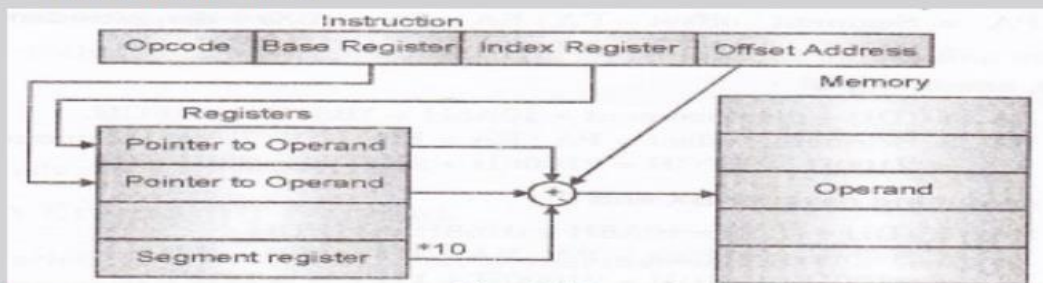 Instruction
Opcode Base Register Index Register Offset Address
Memory
Registers
Pointer to Operand
Pointer to Operand
Operand
*10
Segment register
+